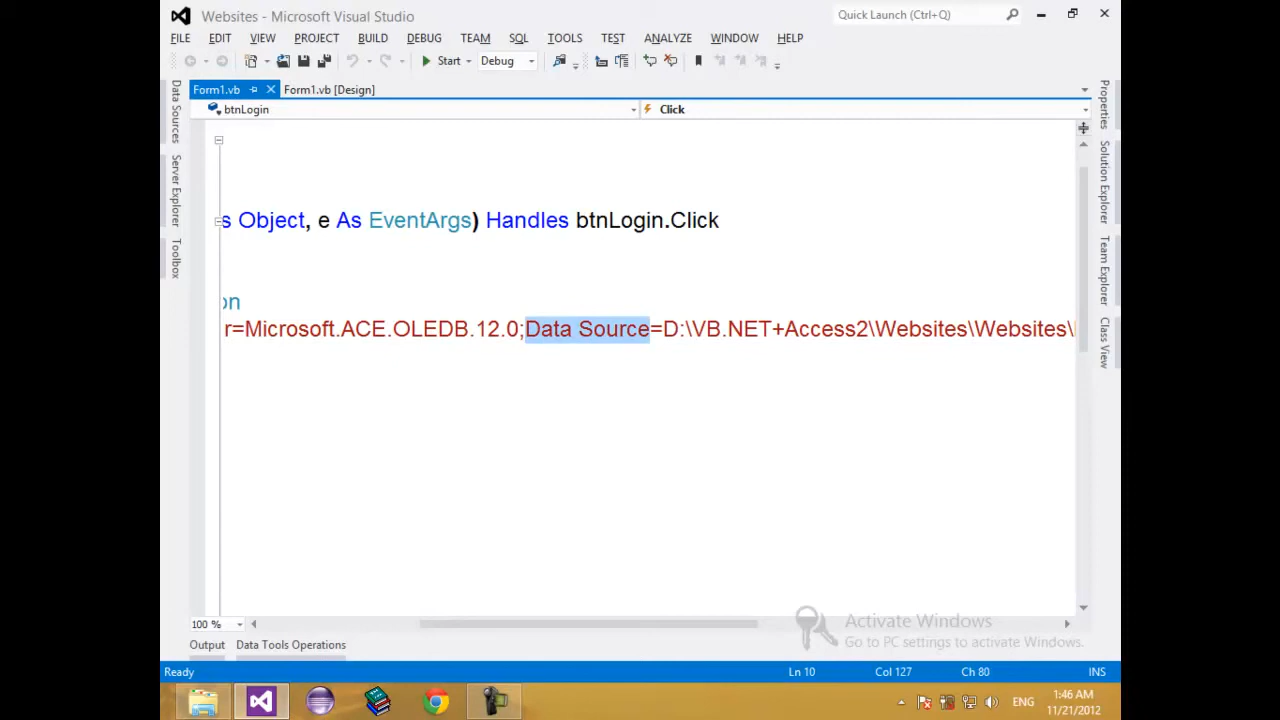 Websites - Microsoft Visual Studio
Quick Launch (Ctrl+Q)
FILE EDIT VIEW PROJECT BUILD DEBUG TEAM SQL TOOLS TEST ANALYZE WINDOW HELP
Start Debug
Form1.vb
Form1.vb [Design]
btnLogin
Click
Data Sources
Server Explorer
Toolbox
s Object, e As EventArgs) Handles btnLogin.Click
on
r=Microsoft.ACE.OLEDB.12.0;Data Source=D:\VB.NET+Access2\Websites\Websites\
Properties
Solution Explorer
Team Explorer
Class View
100 %
Activate Windows
Go to PC settings to activate Windows.
Output Data Tools Operations
Ready Ln 10 Col 127 Ch 80 INS
ENG
1:46 AM
11/21/2012